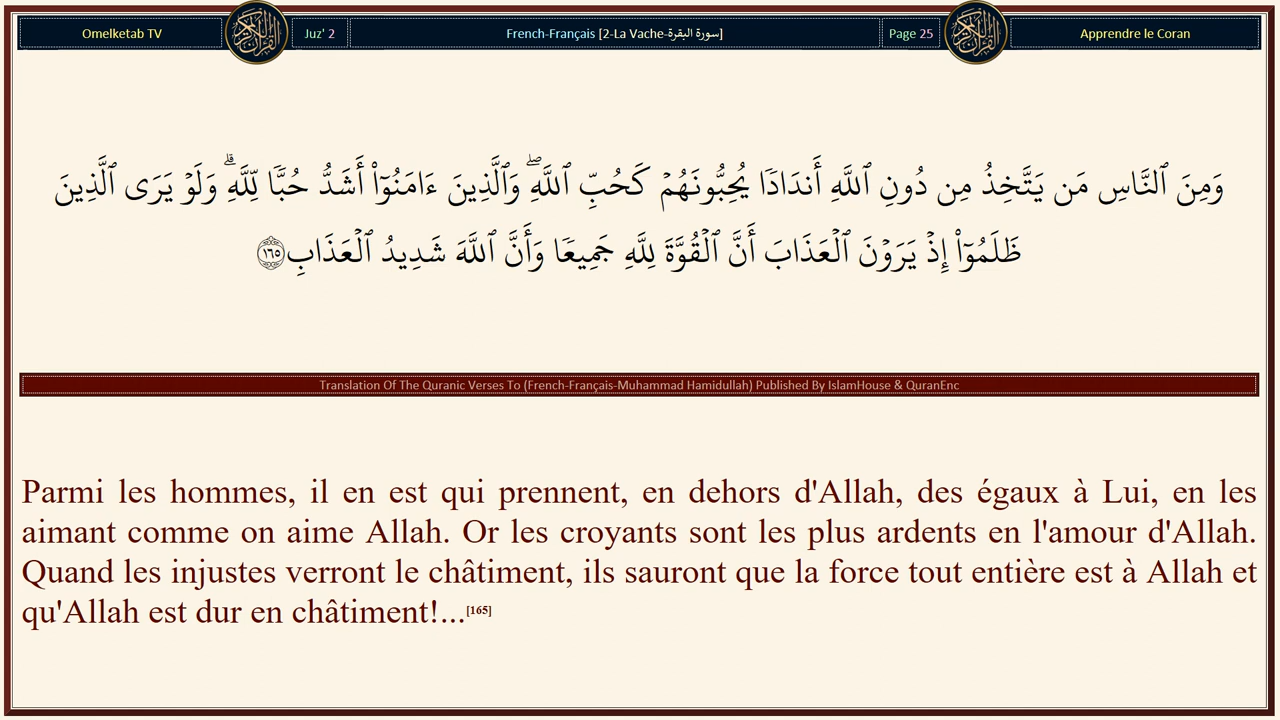 Omelketab TV
Juz' 2
French-Français [2-La Vache-سورة البقرة]
Page 25
Apprendre le Coran
وَمِنَ ٱلنَّاسِ مَن يَتَّخِذُ مِن دُونِ ٱللَّهِ أَندَادٗا يُحِبُّونَهُمۡ كَحُبِّ ٱللَّهِۖ وَٱلَّذِينَ ءَامَنُوٓاْ أَشَدُّ حُبّٗا لِّلَّهِۗ وَلَوۡ يَرَى ٱلَّذِينَ
ظَلَمُوٓاْ إِذۡ يَرَوۡنَ ٱلۡعَذَابَ أَنَّ ٱلۡقُوَّةَ لِلَّهِ جَمِيعٗا وَأَنَّ ٱللَّهَ شَدِيدُ ٱلۡعَذَابِ ١٦٥
Translation Of The Quranic Verses To (French-Français-Muhammad Hamidullah) Published By IslamHouse & QuranEnc
Parmi les hommes, il en est qui prennent, en dehors d'Allah, des égaux à Lui, en les
aimant comme on aime Allah. Or les croyants sont les plus ardents en l'amour d'Allah.
Quand les injustes verront le châtiment, ils sauront que la force tout entière est à Allah et
qu'Allah est dur en châtiment!...[165]